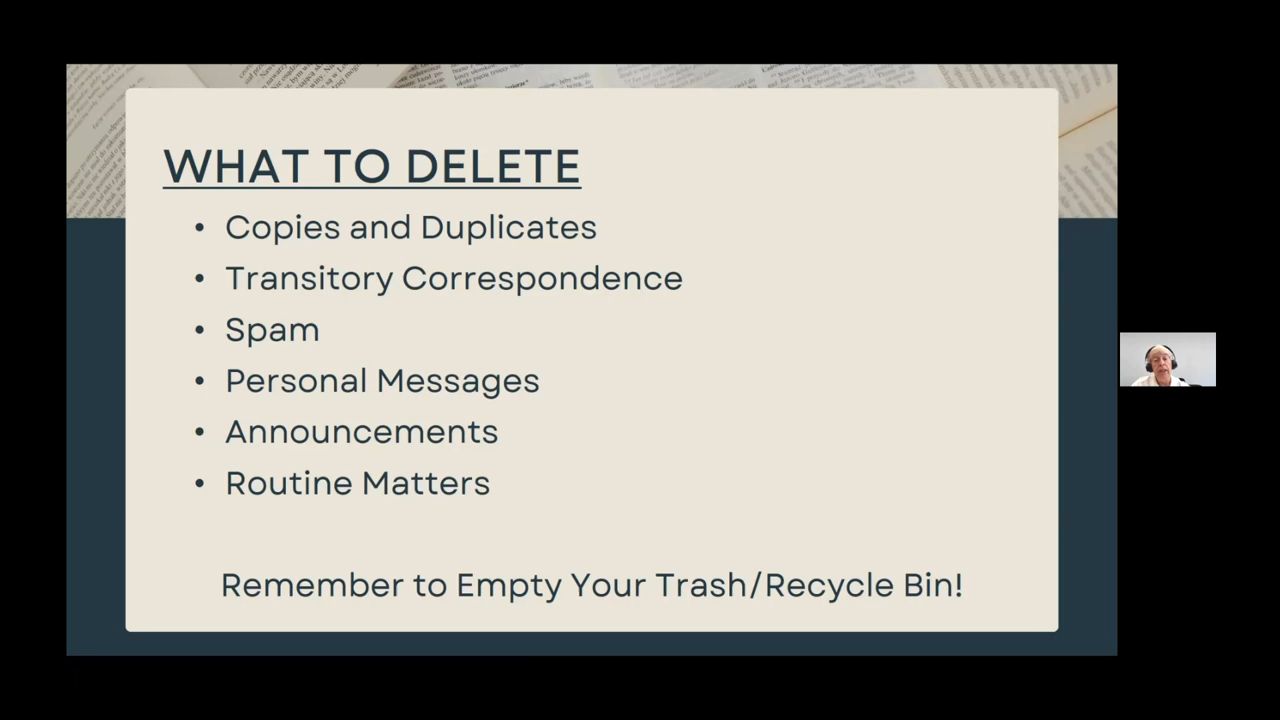 WHAT TO DELETE
• Copies and Duplicates
• Transitory Correspondence
• Spam
• Personal Messages
• Announcements
• Routine Matters
Remember to Empty Your Trash/Recycle Bin!